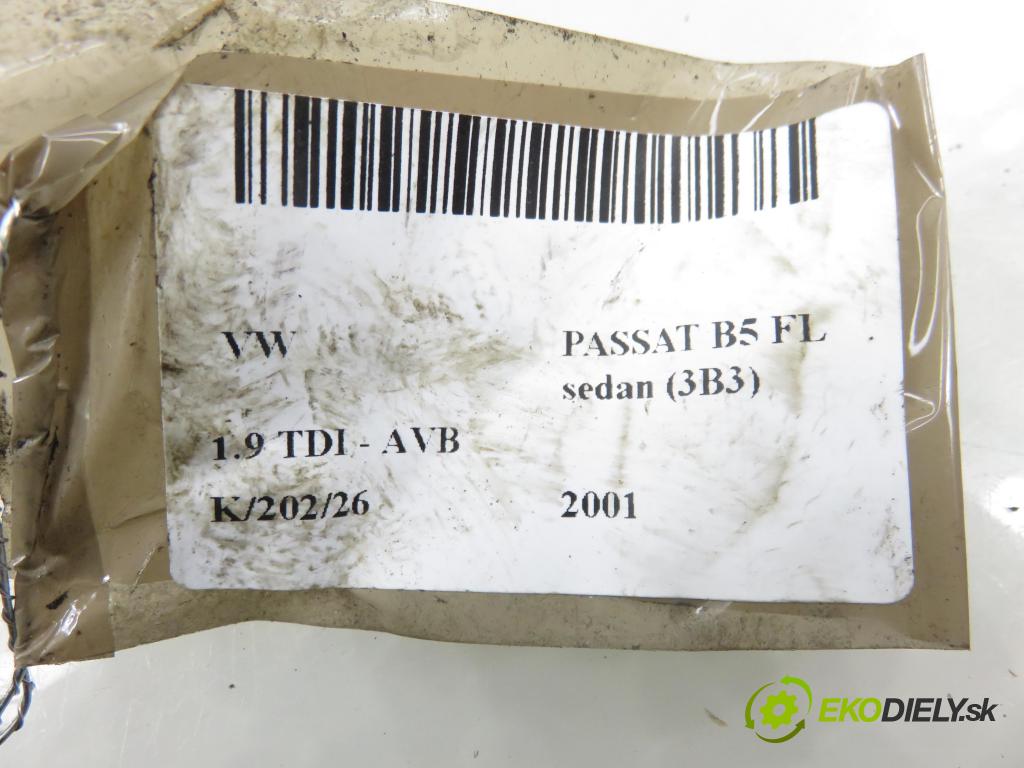 VW PASSAT B5 FL
sedan (3B3)
1.9 TDI - AVB
K/202/26 2001
EKODIELY.sk